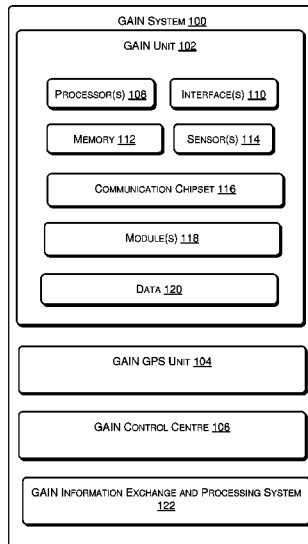 GAIN SYSTEM 100
GAIN UNIT 102
PROCESSOR(S) 108
INTERFACE(S) 110
MEMORY 112
SENSOR(S) 114
COMMUNICATION CHIPSET 116
MODULE(S) 118
DATA 120
GAIN GPS UNIT 104
GAIN CONTROL CENTRE 106
GAIN INFORMATION EXCHANGE AND PROCESSING SYSTEM
122